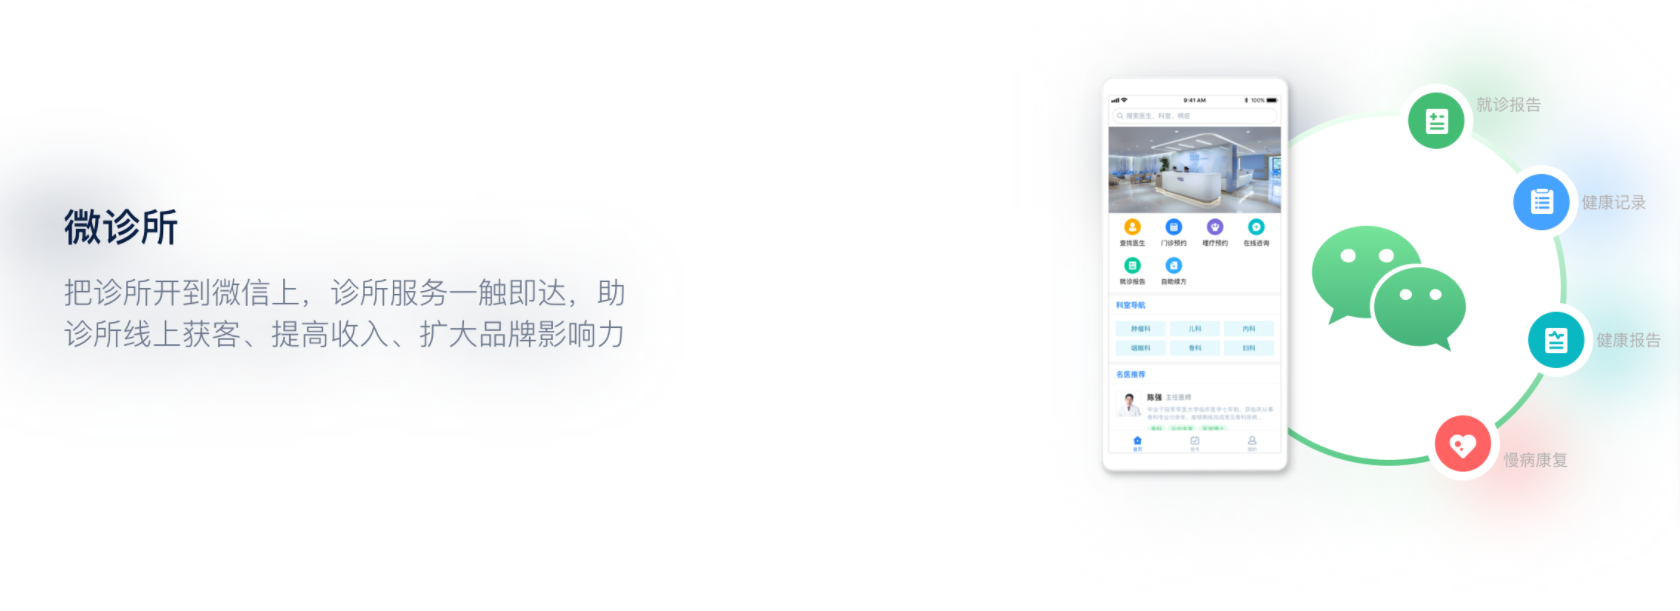 微诊所
把诊所开到微信上，诊所服务一触即达，助
诊所线上获客、提高收入、扩大品牌影响力
9:41 AM
100%
搜索医生、科室、病症
查找医生
门诊预约
理疗预约
在线咨询
就诊报告
自助续方
科室导航
肿瘤科
儿科
内科
咽喉科
骨科
妇科
名医推荐
陈强 主任医师
首页
我的
就诊报告
健康记录
健康报告
慢病康复